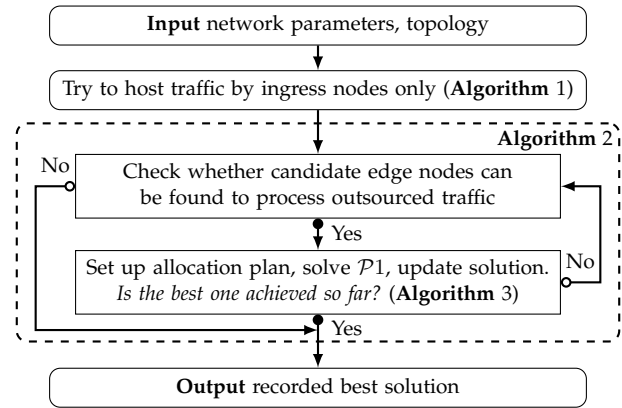 Input network parameters, topology
Try to host traffic by ingress nodes only (Algorithm 1)
Algorithm 2
No
Check whether candidate edge nodes can
be found to process outsourced traffic
Yes
Set up allocation plan, solve 𝒫1, update solution.
Is the best one achieved so far? (Algorithm 3)
No
Yes
Output recorded best solution